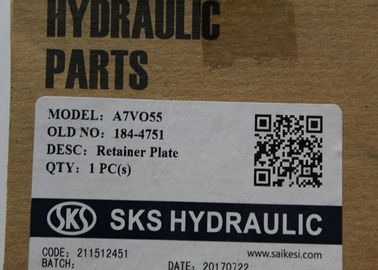 HYDRAULIC
PARTS
MODEL: A7VO55
OLD NO: 184-4751
DESC: Retainer Plate
QTY: 1 PC(s)
SKS SKS HYDRAULIC
CODE: 211512451 www.saikesi.com
BATCH: DATE: 20170722